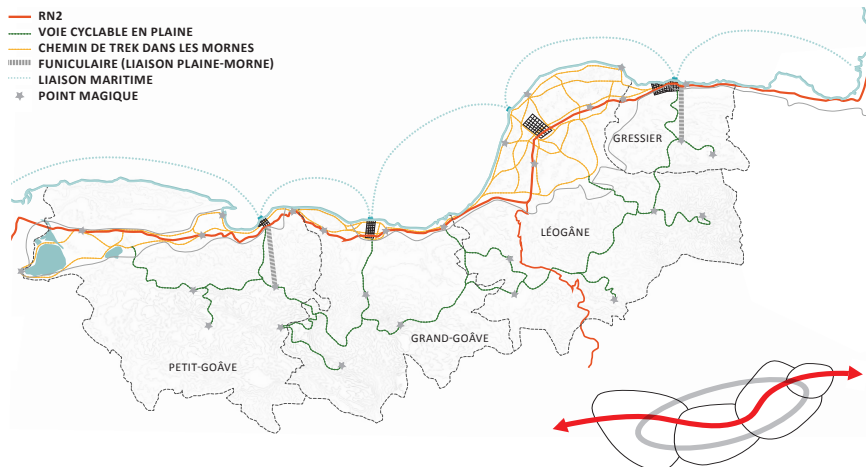 RN2
VOIE CYCLABLE EN PLAINE
CHEMIN DE TREK DANS LES MORNES
FUNICULAIRE (LIAISON PLAINE-MORNE)
LIAISON MARITIME
POINT MAGIQUE
GRESSIER
LÉOGÂNE
GRAND-GOÂVE
PETIT-GOÂVE